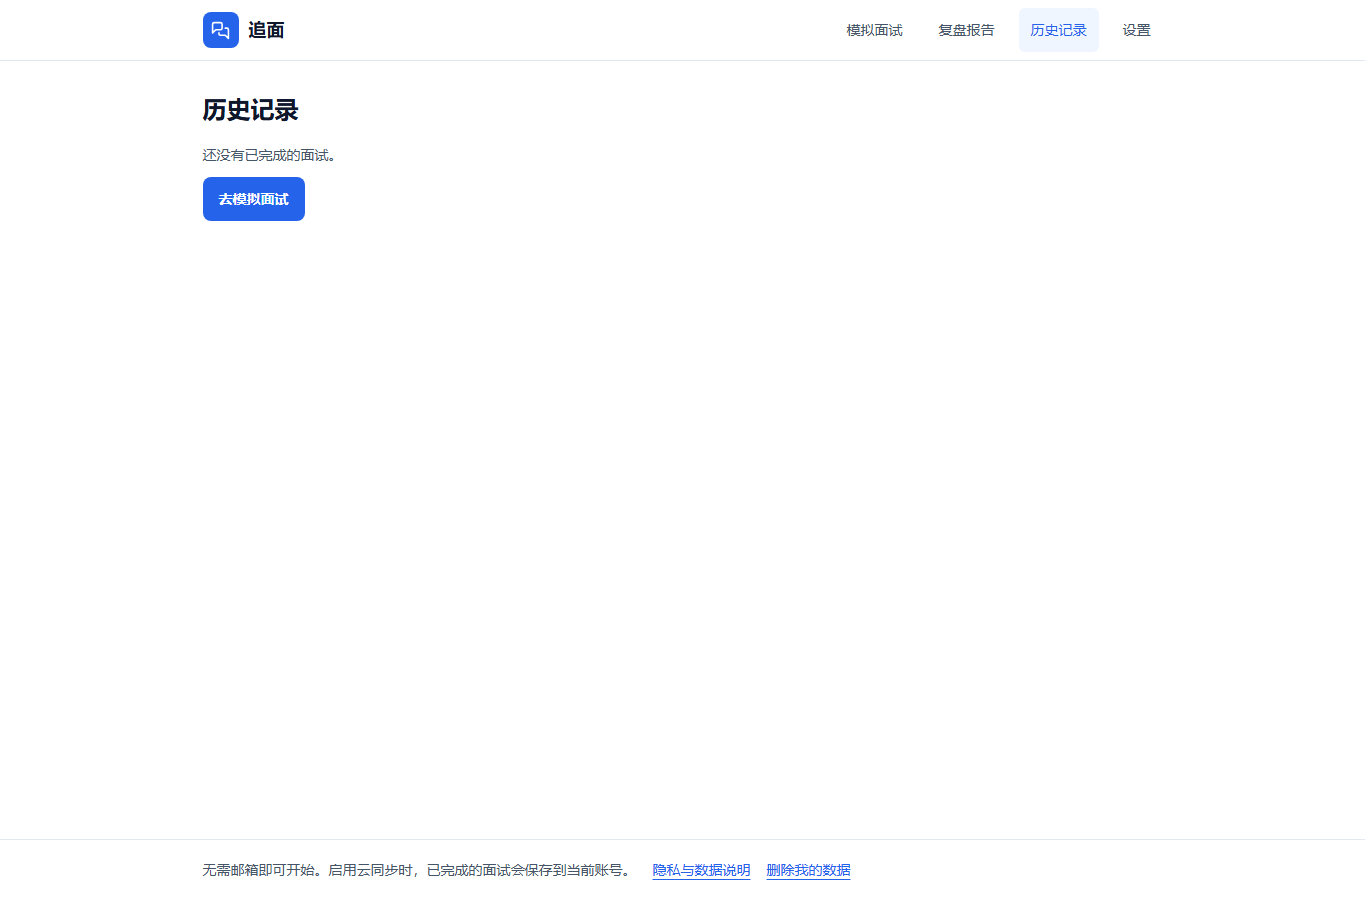 追面
模拟面试
复盘报告
历史记录
设置
历史记录
还没有已完成的面试。
去模拟面试
无需邮箱即可开始。启用云同步时，已完成的面试会保存到当前账号。 隐私与数据说明 删除我的数据